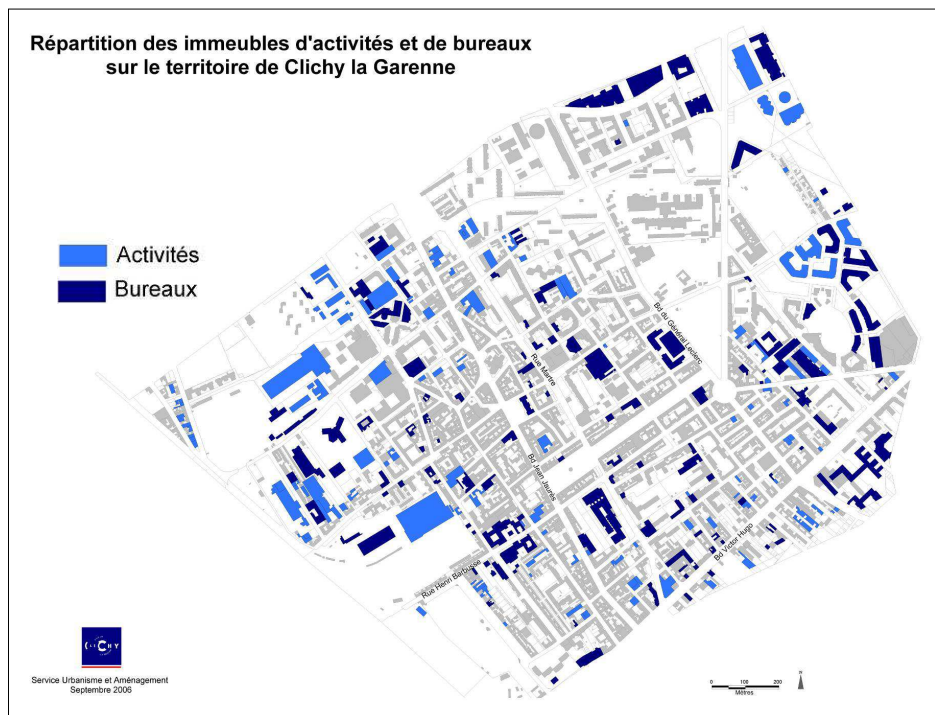 Répartition des immeubles d'activités et de bureaux
sur le territoire de Clichy la Garenne
Activités
Bureaux
Bd du Général Leclerc
Rue Martre
Bd Jean Jaurès
Bd Victor Hugo
Rue Henri Barbusse
CLICHY
Service Urbanisme et Aménagement
Septembre 2006
0 100 200
Mètres
N